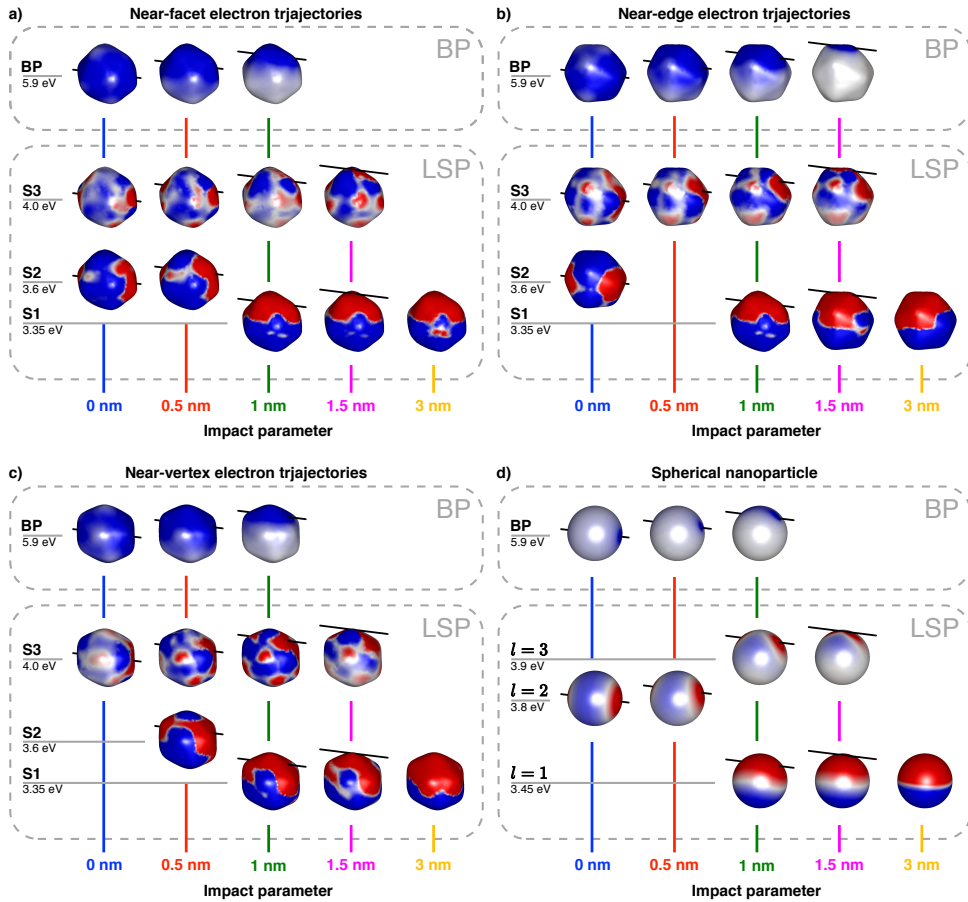 a) Near-facet electron trjajectories
BP
BP
5.9 eV
LSP
S3
4.0 eV
S2
3.6 eV
S1
3.35 eV
0 nm 0.5 nm 1 nm 1.5 nm 3 nm
Impact parameter
b) Near-edge electron trjajectories
BP
BP
5.9 eV
LSP
S3
4.0 eV
S2
3.6 eV
S1
3.35 eV
0 nm 0.5 nm 1 nm 1.5 nm 3 nm
Impact parameter
c) Near-vertex electron trjajectories
BP
BP
5.9 eV
LSP
S3
4.0 eV
S2
3.6 eV
S1
3.35 eV
0 nm 0.5 nm 1 nm 1.5 nm 3 nm
Impact parameter
d) Spherical nanoparticle
BP
BP
5.9 eV
LSP
l = 3
3.9 eV
l = 2
3.8 eV
l = 1
3.45 eV
0 nm 0.5 nm 1 nm 1.5 nm 3 nm
Impact parameter